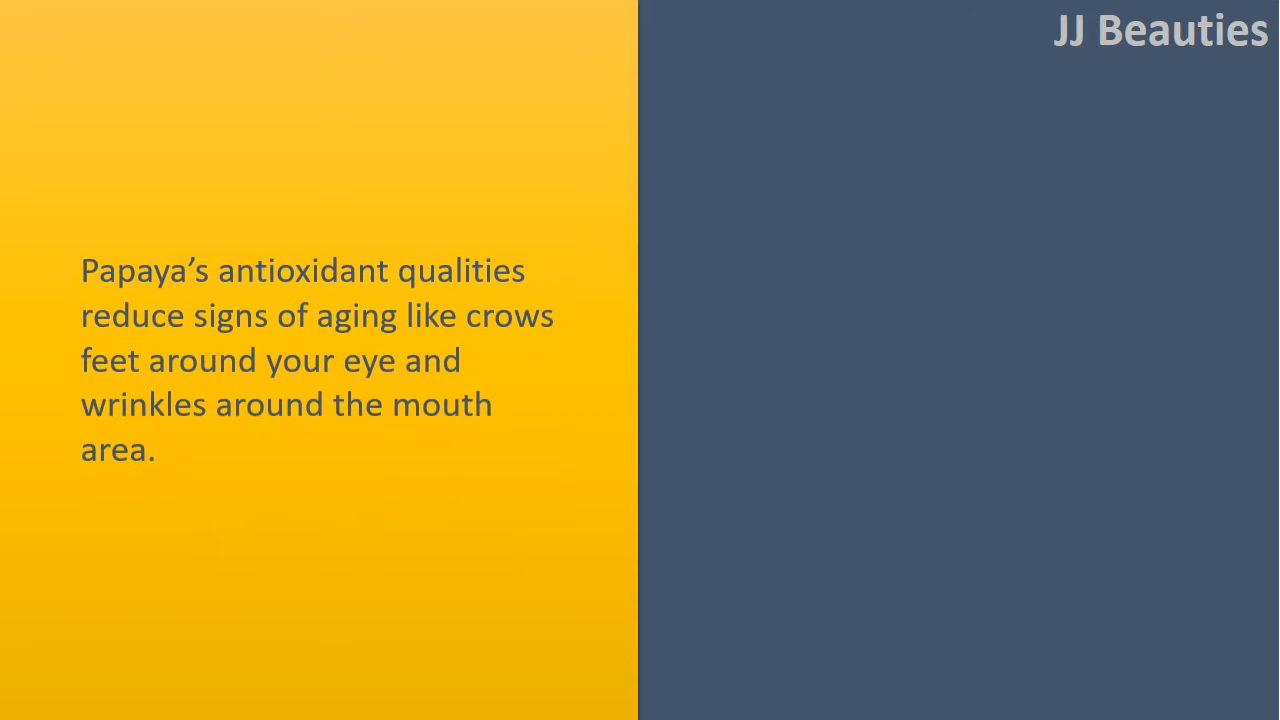 JJ Beauties
Papaya’s antioxidant qualities
reduce signs of aging like crows
feet around your eye and
wrinkles around the mouth
area.